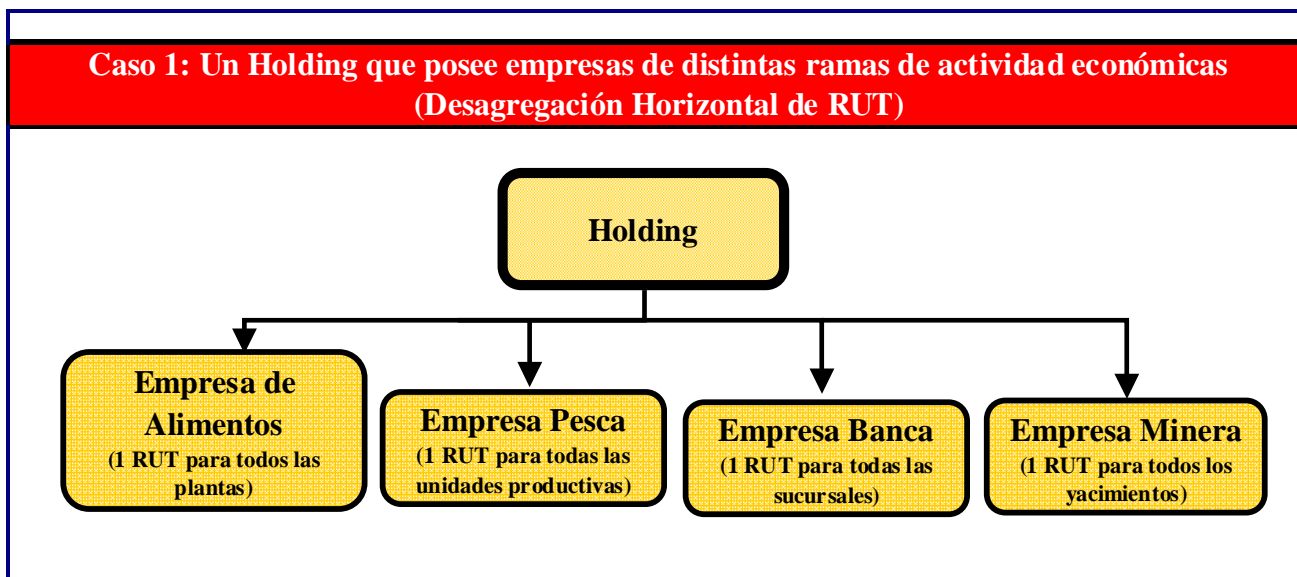 Caso 1: Un Holding que posee empresas de distintas ramas de actividad económicas
(Desagregación Horizontal de RUT)
Holding
Empresa de
Alimentos
(1 RUT para todos las
plantas)
Empresa Pesca
(1 RUT para todas las
unidades productivas)
Empresa Banca
(1 RUT para todas las
sucursales)
Empresa Minera
(1 RUT para todos los
yacimientos)